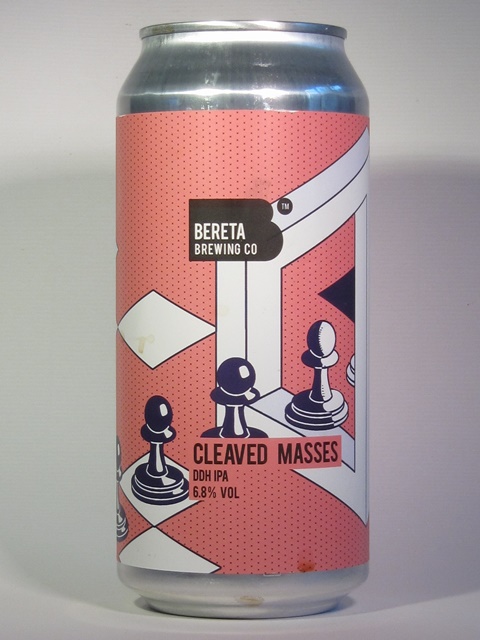 TM
BERETA
BREWING CO
CLEAVED MASSES
DDH IPA
6.8% VOL